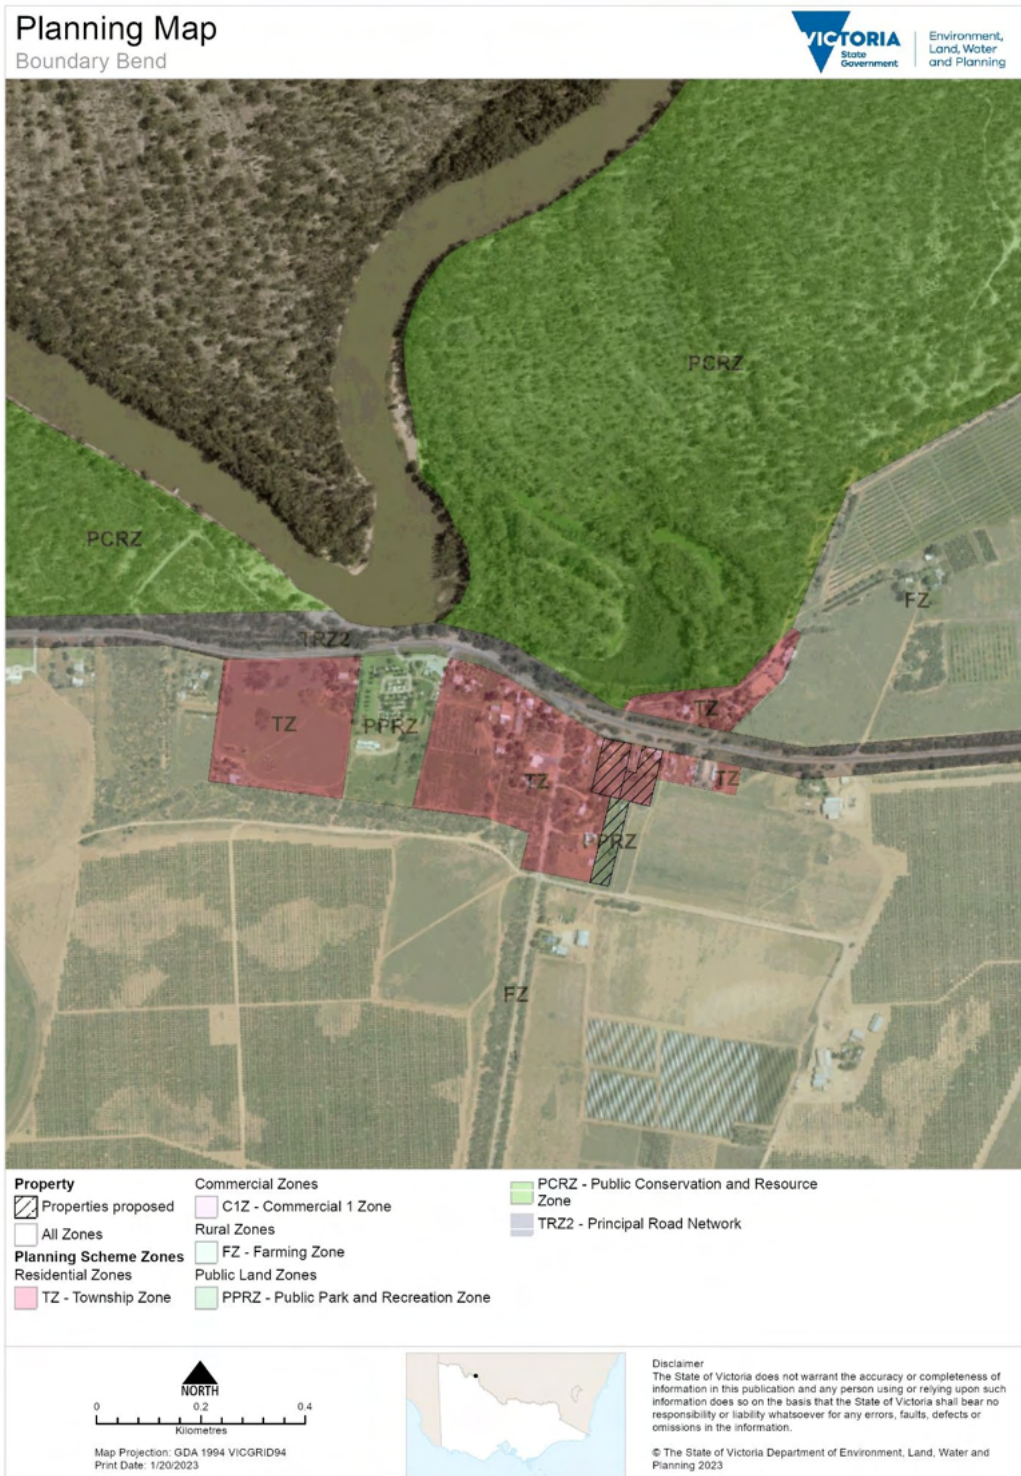 Planning Map
Boundary Bend
VICTORIA
State
Government
Environment,
Land, Water
and Planning
PCRZ
PCRZ
FZ
TRZ2
TZ
PPRZ
TZ
TZ
TZ
PPRZ
FZ
Property
Properties proposed
All Zones
Planning Scheme Zones
Residential Zones
TZ - Township Zone
Commercial Zones
C1Z - Commercial 1 Zone
Rural Zones
FZ - Farming Zone
Public Land Zones
PPRZ - Public Park and Recreation Zone
PCRZ - Public Conservation and Resource
Zone
TRZ2 - Principal Road Network
NORTH
0 0.2 0.4
Kilometres
Map Projection: GDA 1994 VICGRID94
Print Date: 1/20/2023
Disclaimer
The State of Victoria does not warrant the accuracy or completeness of
information in this publication and any person using or relying upon such
information does so on the basis that the State of Victoria shall bear no
responsibility or liability whatsoever for any errors, faults, defects or
omissions in the information.
© The State of Victoria Department of Environment, Land, Water and
Planning 2023